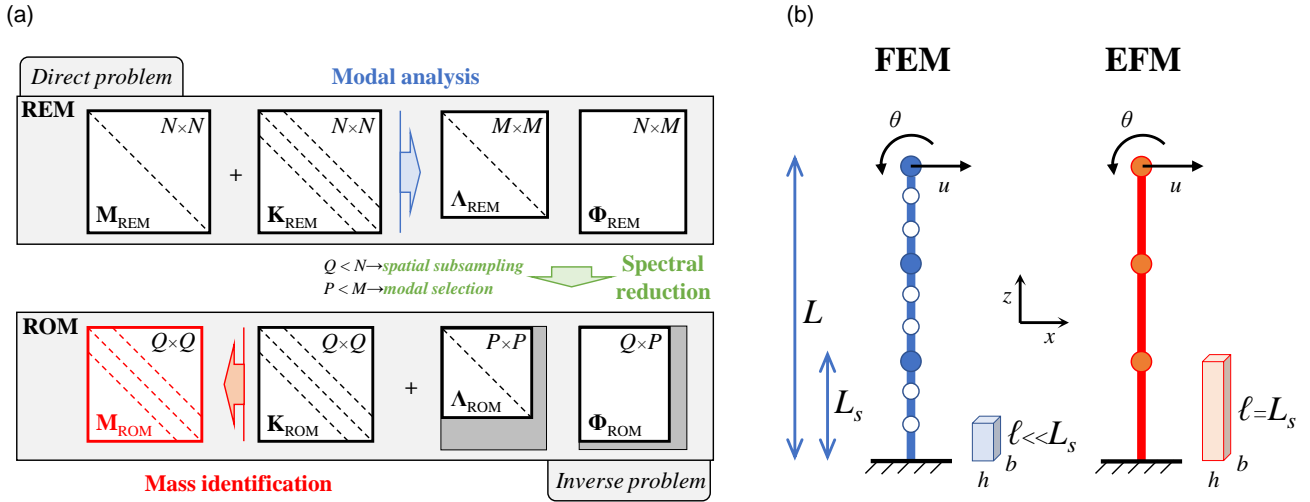 (a)
Direct problem
Modal analysis
REM
N×N
M_REM
+
N×N
K_REM
M×M
Λ_REM
N×M
Φ_REM
Q < N→spatial subsampling
P < M→modal selection
Spectral
reduction
ROM
Q×Q
M_ROM
Q×Q
K_ROM
+
P×P
Λ_ROM
Q×P
Φ_ROM
Mass identification
Inverse problem
(b)
FEM
EFM
θ
u
θ
u
L
L_s
z
x
ℓ<<L_s
h
b
ℓ=L_s
h
b